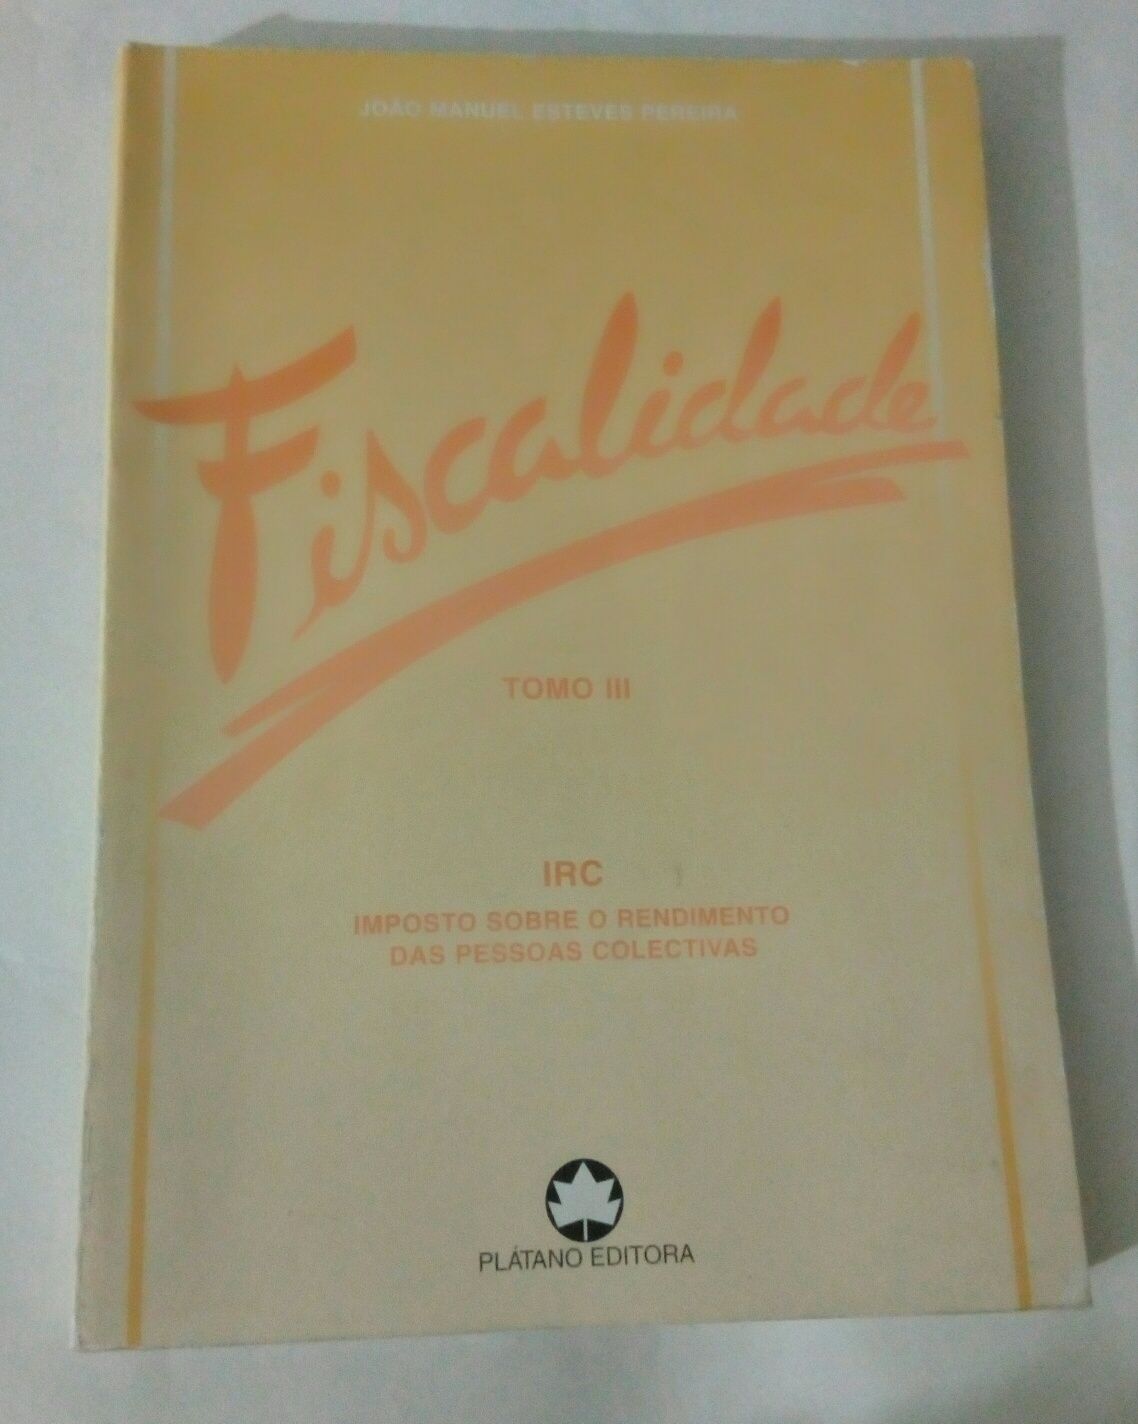 JOÃO MANUEL ESTEVES PEREIRA
Fiscalidade
TOMO III
IRC
IMPOSTO SOBRE O RENDIMENTO
DAS PESSOAS COLECTIVAS
PLÁTANO EDITORA